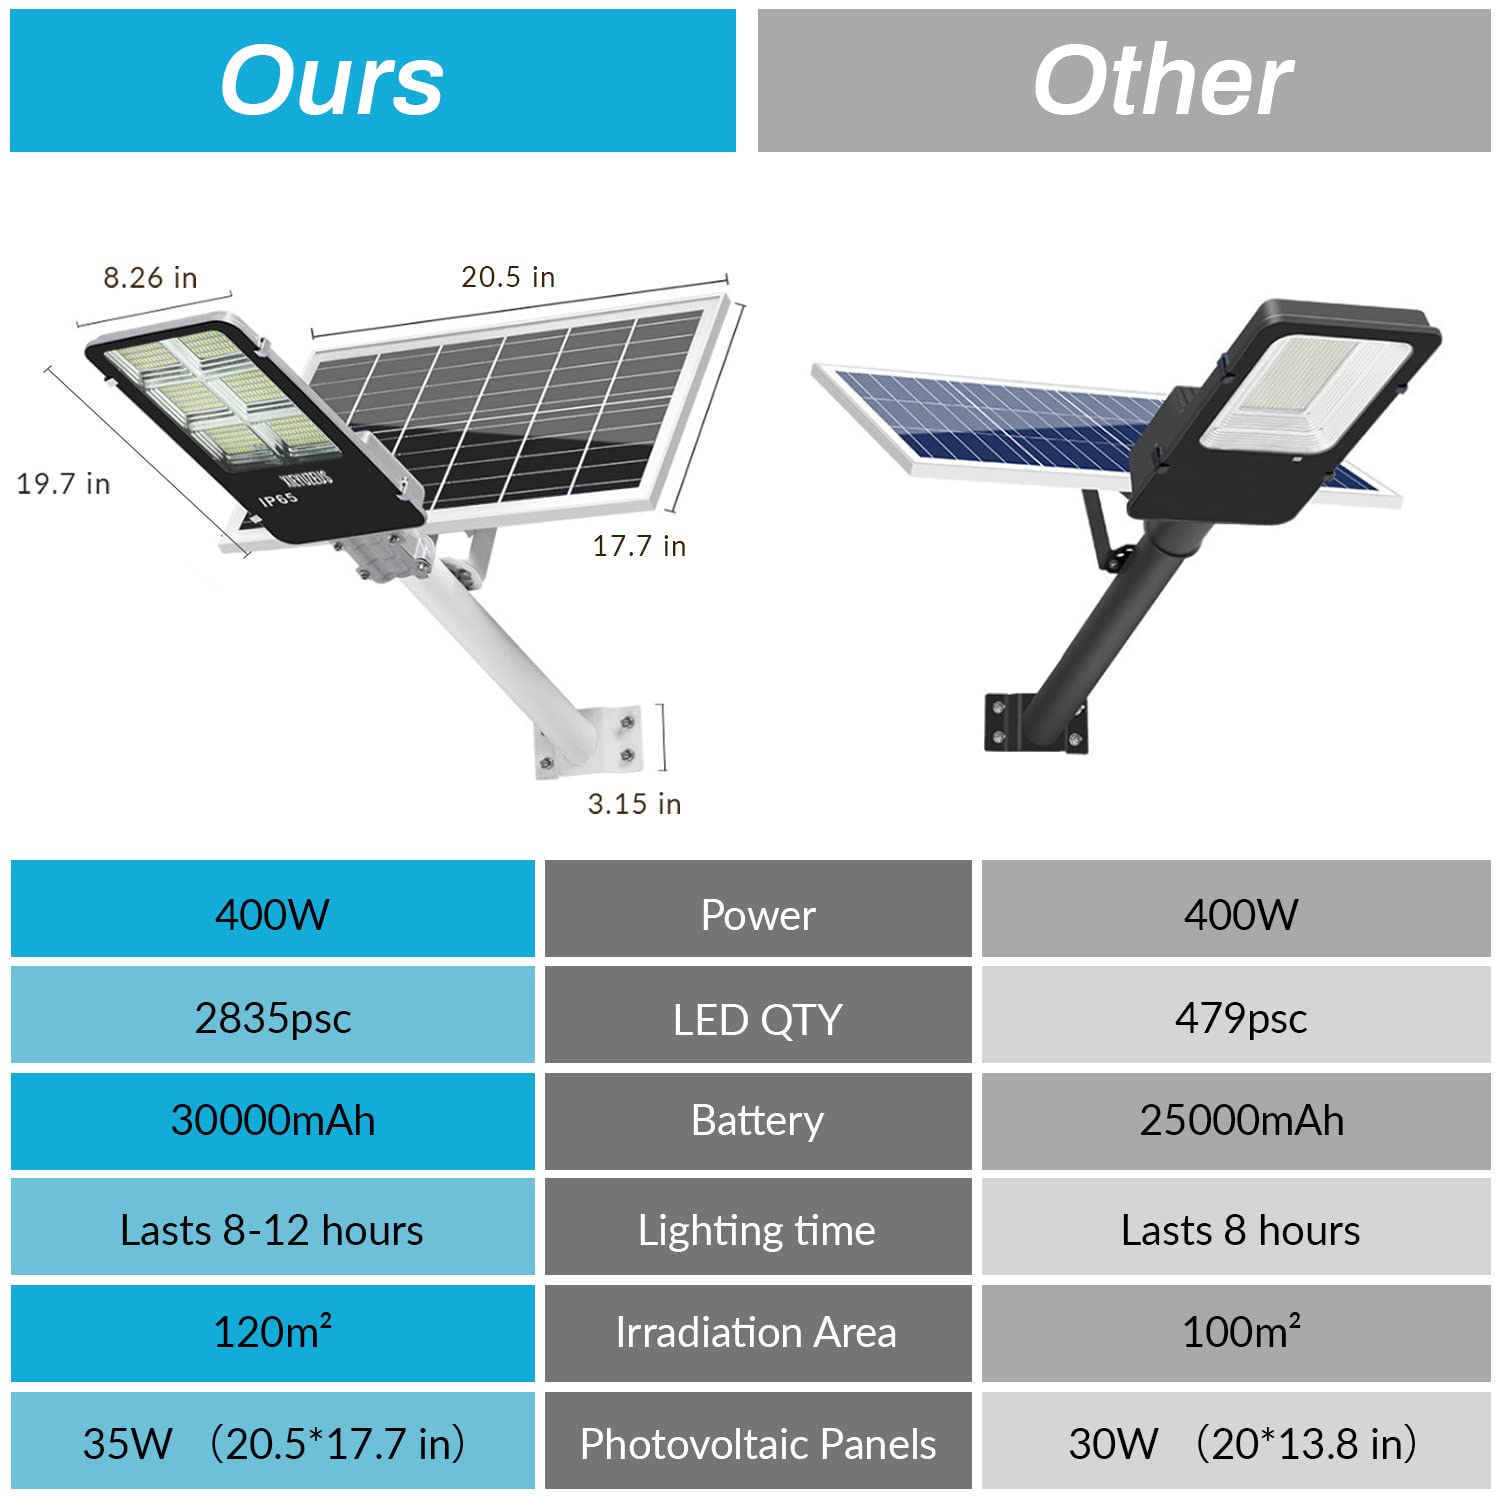 Ours
Other
8.26 in
20.5 in
19.7 in
IP65
17.7 in
3.15 in
400W Power 400W
2835psc LED QTY 479psc
30000mAh Battery 25000mAh
Lasts 8-12 hours Lighting time Lasts 8 hours
120m² Irradiation Area 100m²
35W （20.5*17.7 in） Photovoltaic Panels 30W （20*13.8 in）